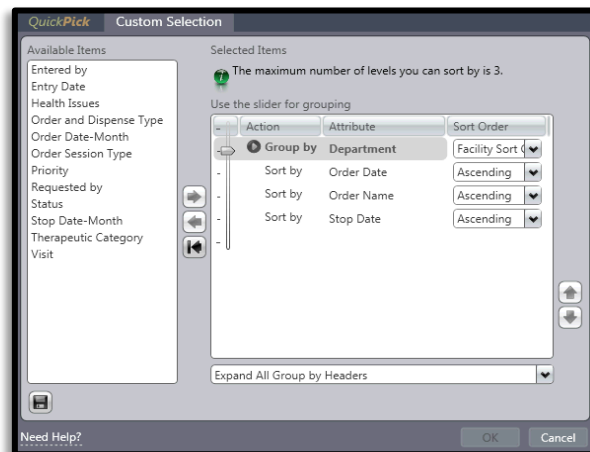 QuickPick Custom Selection
Available Items
Entered by
Entry Date
Health Issues
Order and Dispense Type
Order Date-Month
Order Session Type
Priority
Requested by
Status
Stop Date-Month
Therapeutic Category
Visit
Selected Items
The maximum number of levels you can sort by is 3.
Use the slider for grouping
Action Attribute Sort Order
Group by Department Facility Sort
Sort by Order Date Ascending
Sort by Order Name Ascending
Sort by Stop Date Ascending
Expand All Group by Headers
Need Help? OK Cancel